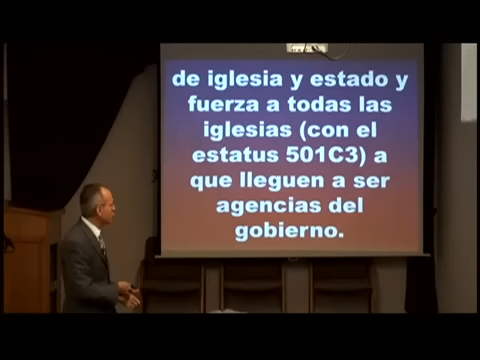 de iglesia y estado y
fuerza a todas las
iglesias (con el
estatus 501C3) a
que lleguen a ser
agencias del
gobierno.